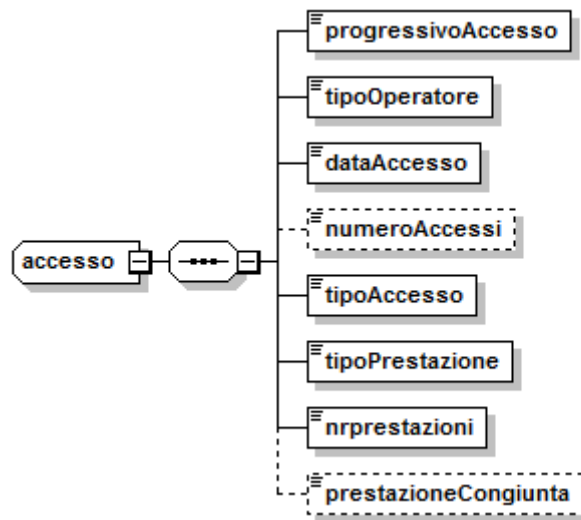 progressivoAccesso
tipoOperatore
dataAccesso
numeroAccessi
accesso
tipoAccesso
tipoPrestazione
nrprestazioni
prestazioneCongiunta